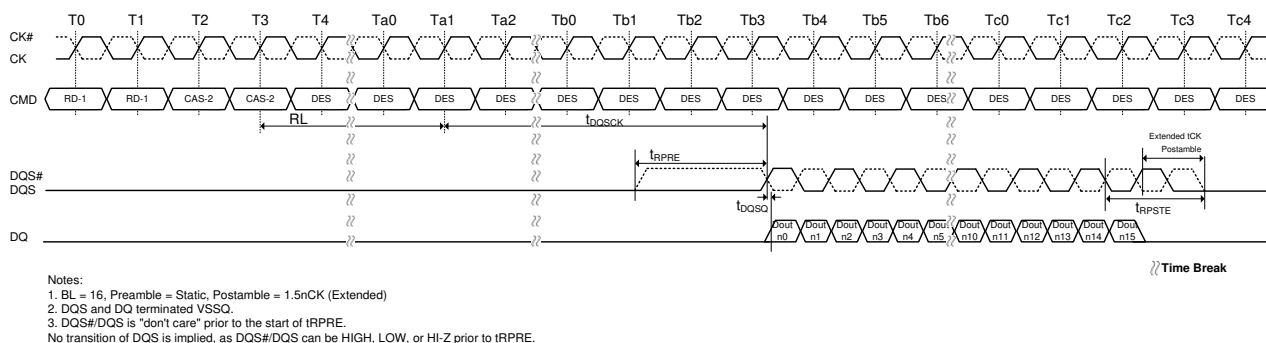 T0 T1 T2 T3 T4 Ta0 Ta1 Ta2 Tb0 Tb1 Tb2 Tb3 Tb4 Tb5 Tb6 Tc0 Tc1 Tc2 Tc3 Tc4
CK#
CK
CMD RD-1 RD-1 CAS-2 CAS-2 DES DES DES DES DES DES DES DES DES DES DES DES DES DES DES DES
RL tDQSCK
Extended tCK
Postamble
tRPRE
DQS#
DQS
tDQSQ tRPSTE
DQ Dout n0 Dout n1 Dout n2 Dout n3 Dout n4 Dout n5 Dout n10 Dout n11 Dout n12 Dout n13 Dout n14 Dout n15
Time Break
Notes:
1. BL = 16, Preamble = Static, Postamble = 1.5nCK (Extended)
2. DQS and DQ terminated VSSQ.
3. DQS#/DQS is "don't care" prior to the start of tRPRE.
No transition of DQS is implied, as DQS#/DQS can be HIGH, LOW, or HI-Z prior to tRPRE.